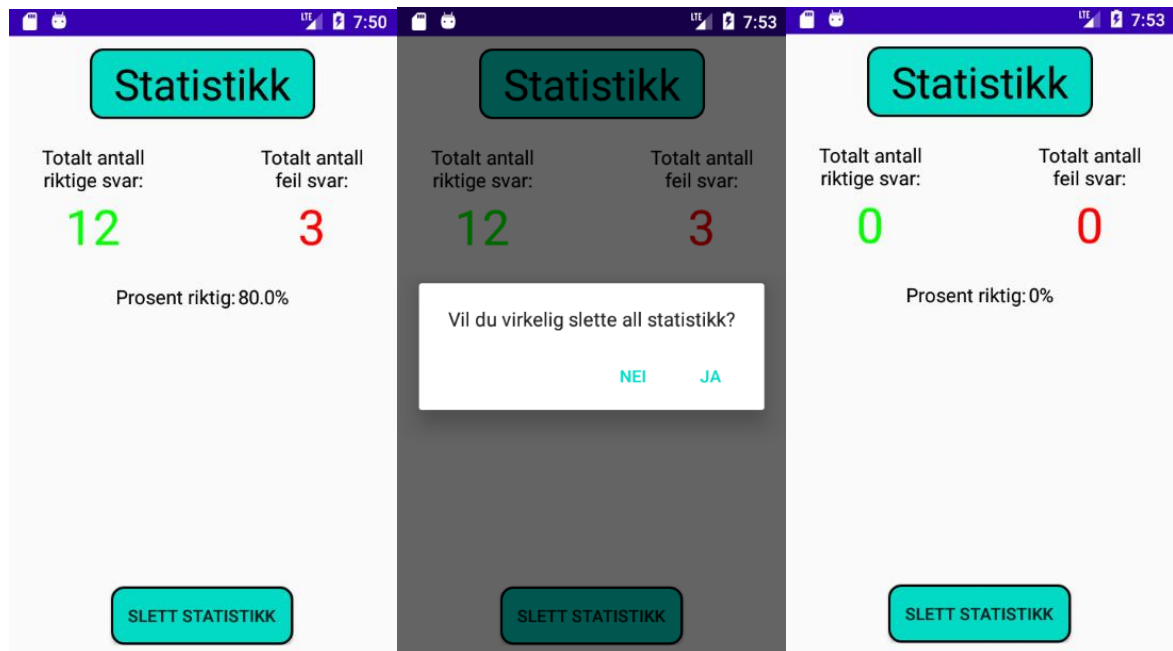 7:50
Statistikk
Totalt antall
riktige svar:
Totalt antall
feil svar:
12
3
Prosent riktig: 80.0%
SLETT STATISTIKK
7:53
Statistikk
Totalt antall
riktige svar:
Totalt antall
feil svar:
12
3
Vil du virkelig slette all statistikk?
NEI
JA
SLETT STATISTIKK
7:53
Statistikk
Totalt antall
riktige svar:
Totalt antall
feil svar:
0
0
Prosent riktig: 0%
SLETT STATISTIKK